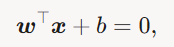 𝒘⊤𝒙 + b = 0,